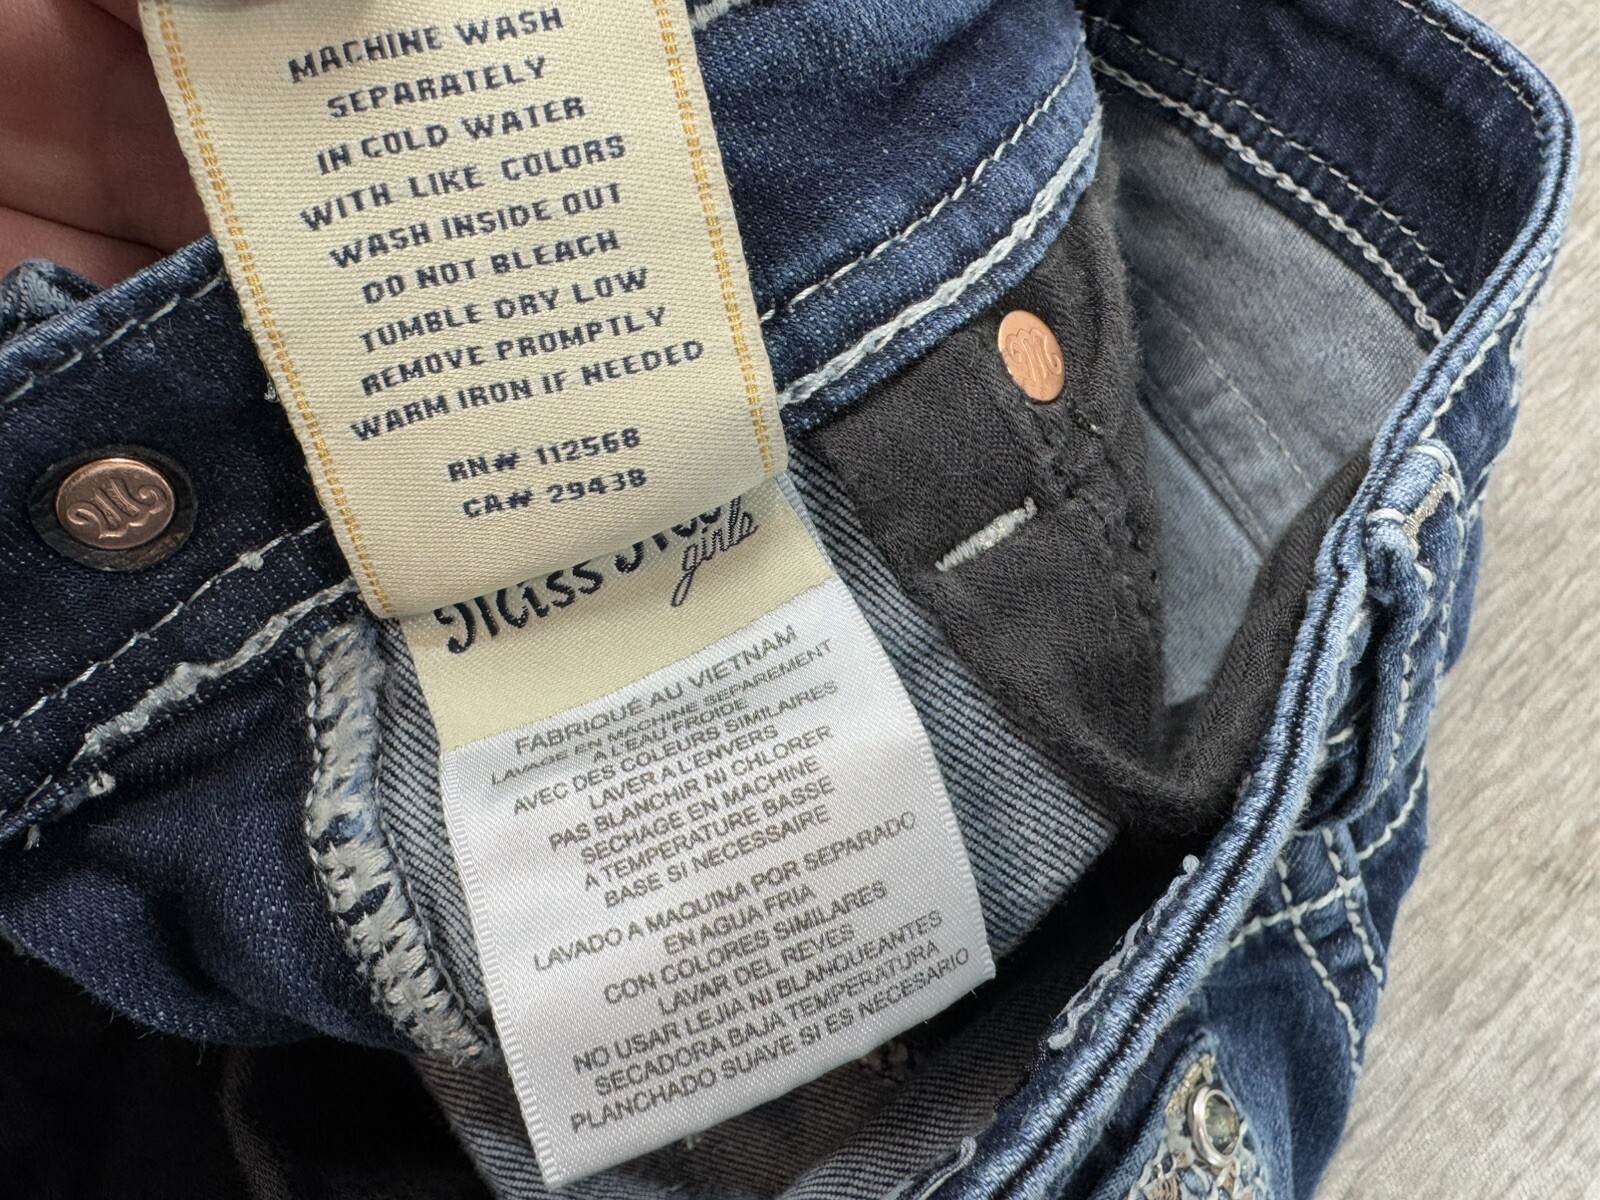 MACHINE WASH
SEPARATELY
IN COLD WATER
WITH LIKE COLORS
WASH INSIDE OUT
DO NOT BLEACH
TUMBLE DRY LOW
REMOVE PROMPTLY
WARM IRON IF NEEDED
RN# 112568
CA# 29438
Miss
girls
FABRIQUÉ AU VIETNAM
LAVAGE EN MACHINE SEPAREMENT
A L'EAU FROIDE
AVEC DES COULEURS SIMILAIRES
LAVER A L'ENVERS
PAS BLANCHIR NI CHLORER
SECHAGE EN MACHINE
A TEMPERATURE BASSE
BASE SI NECESSAIRE
LAVADO A MAQUINA POR SEPARADO
EN AGUA FRIA
CON COLORES SIMILARES
LAVAR DEL REVES
NO USAR LEJIA NI BLANQUEANTES
SECADORA BAJA TEMPERATURA
PLANCHADO SUAVE SI ES NECESARIO
M
M